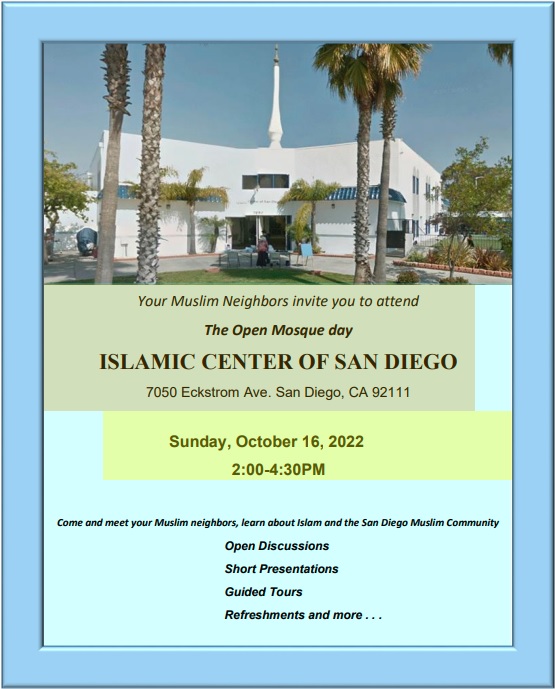 Your Muslim Neighbors invite you to attend
The Open Mosque day
ISLAMIC CENTER OF SAN DIEGO
7050 Eckstrom Ave. San Diego, CA 92111
Sunday, October 16, 2022
2:00-4:30PM
Come and meet your Muslim neighbors, learn about Islam and the San Diego Muslim Community
Open Discussions
Short Presentations
Guided Tours
Refreshments and more . . .